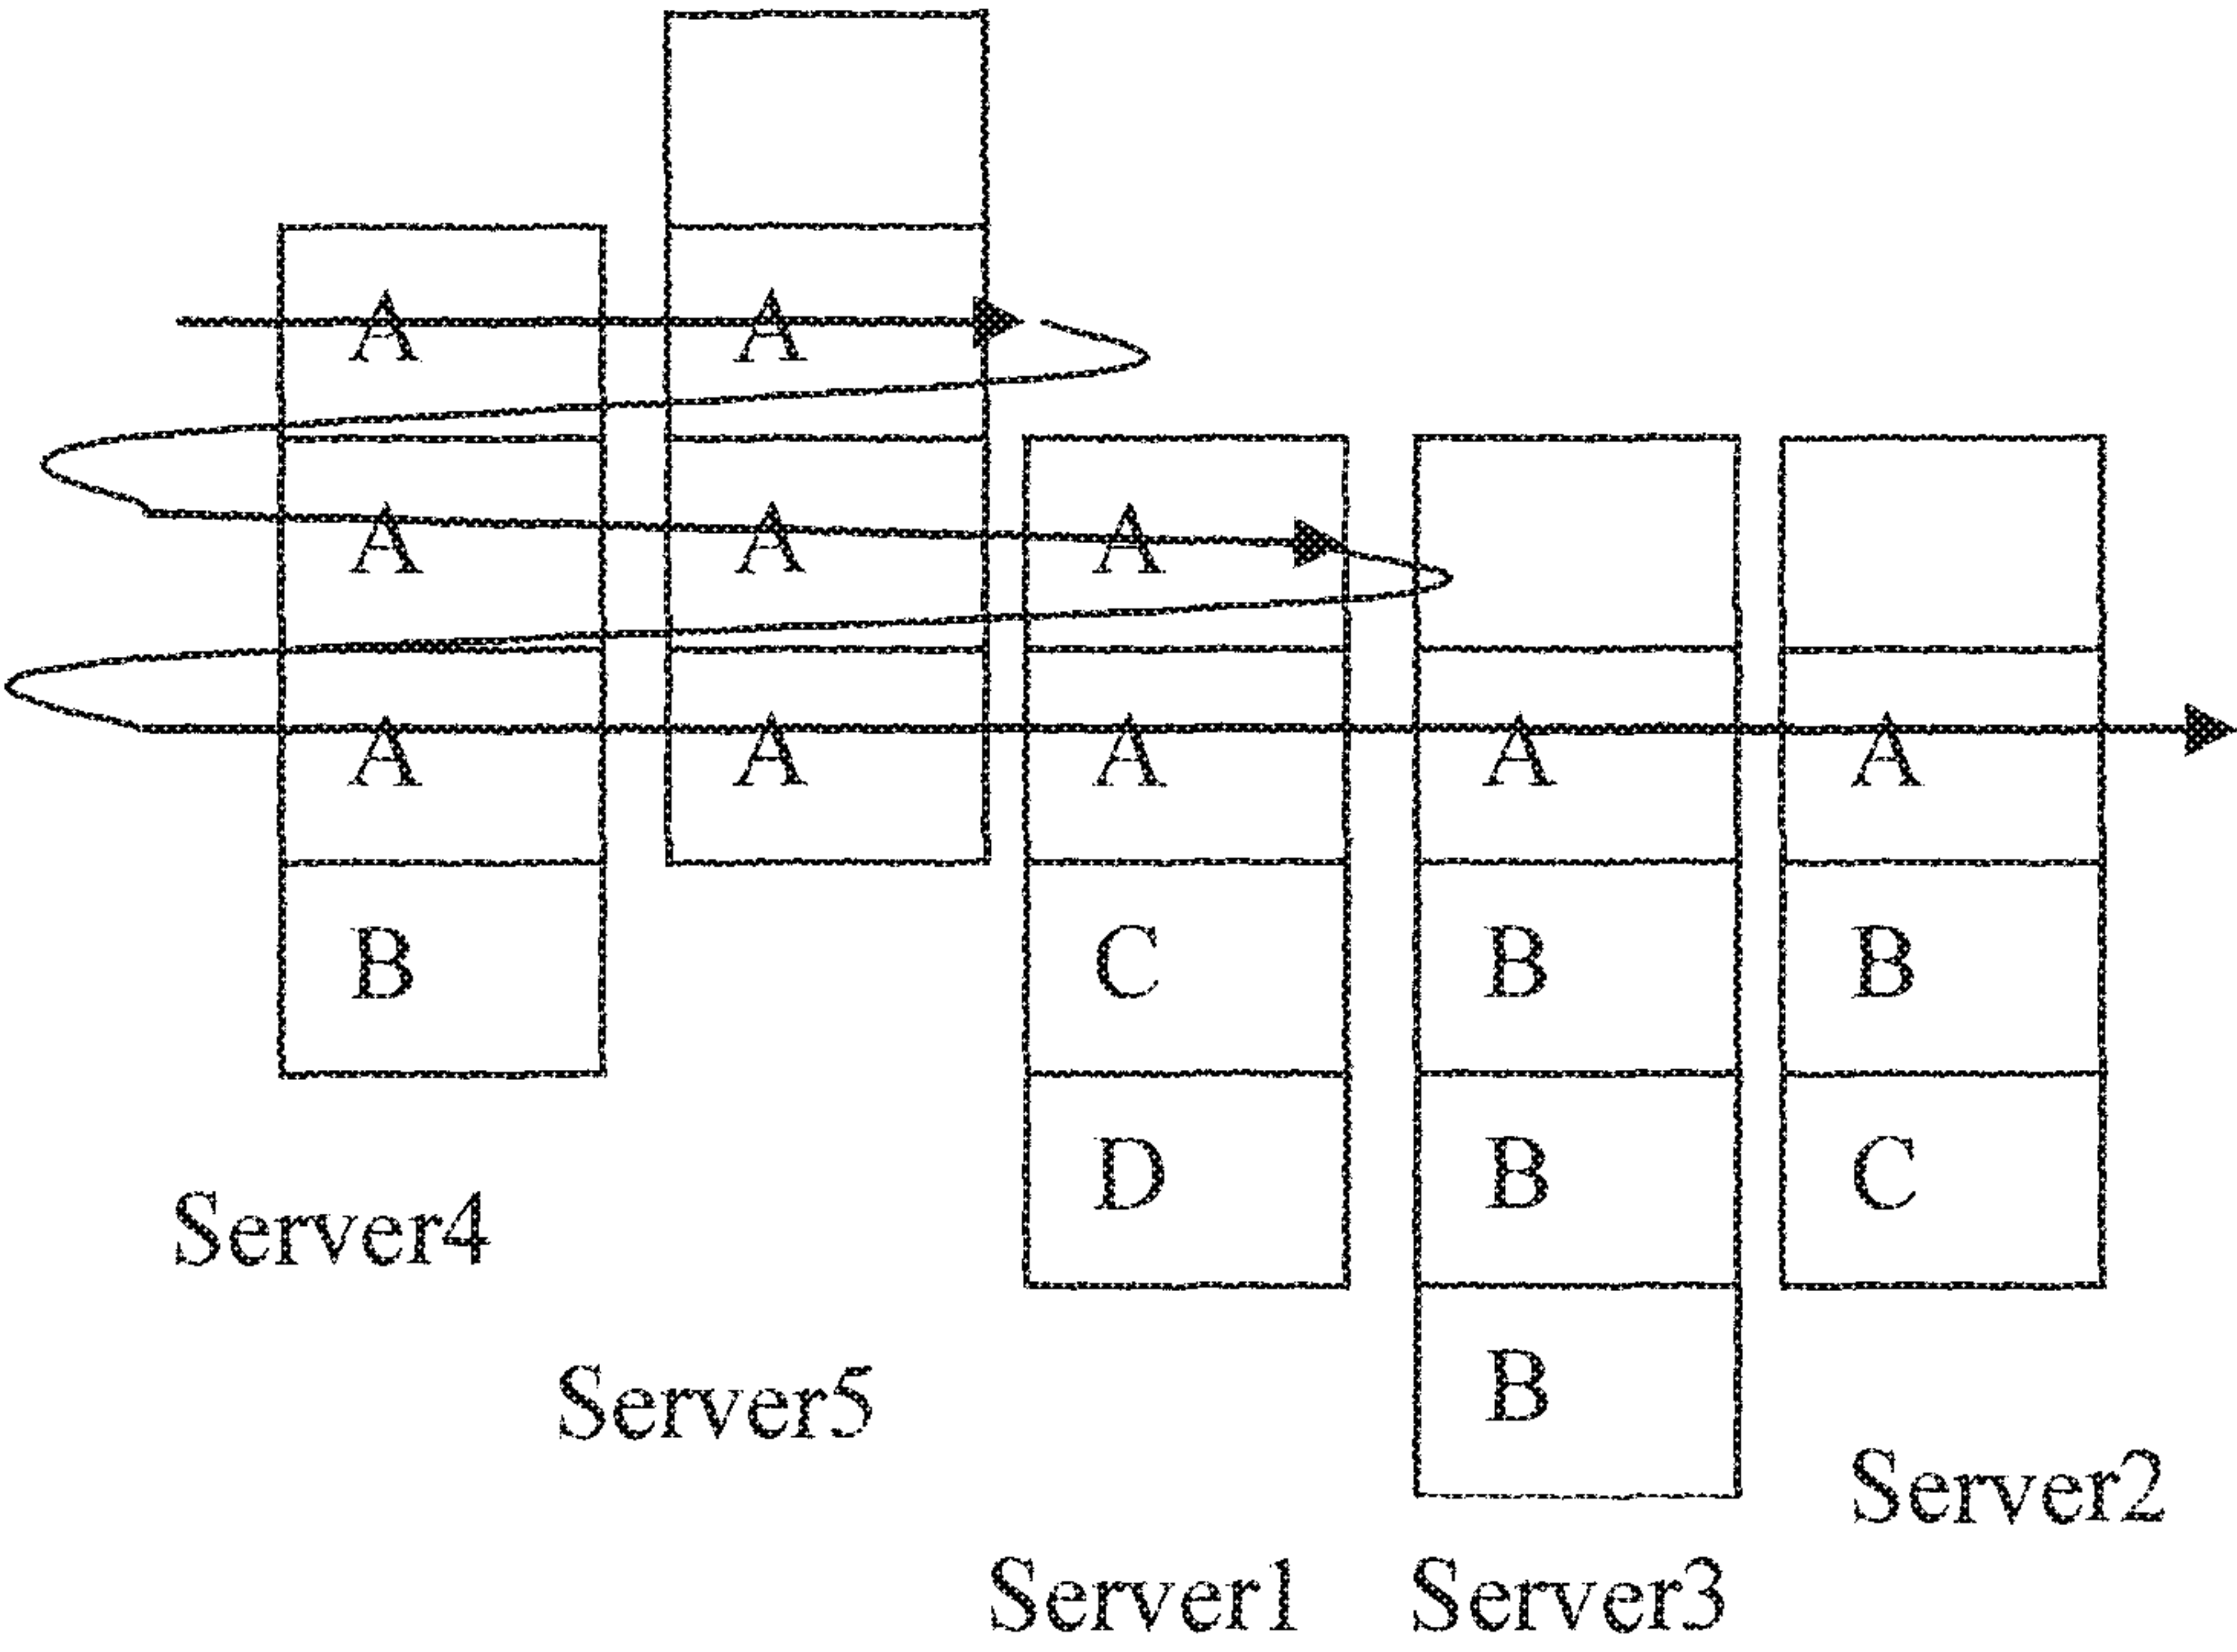 A A
A A A
A A A A A
B C B B
D B C
B
Server4
Server5
Server2
Server1 Server3